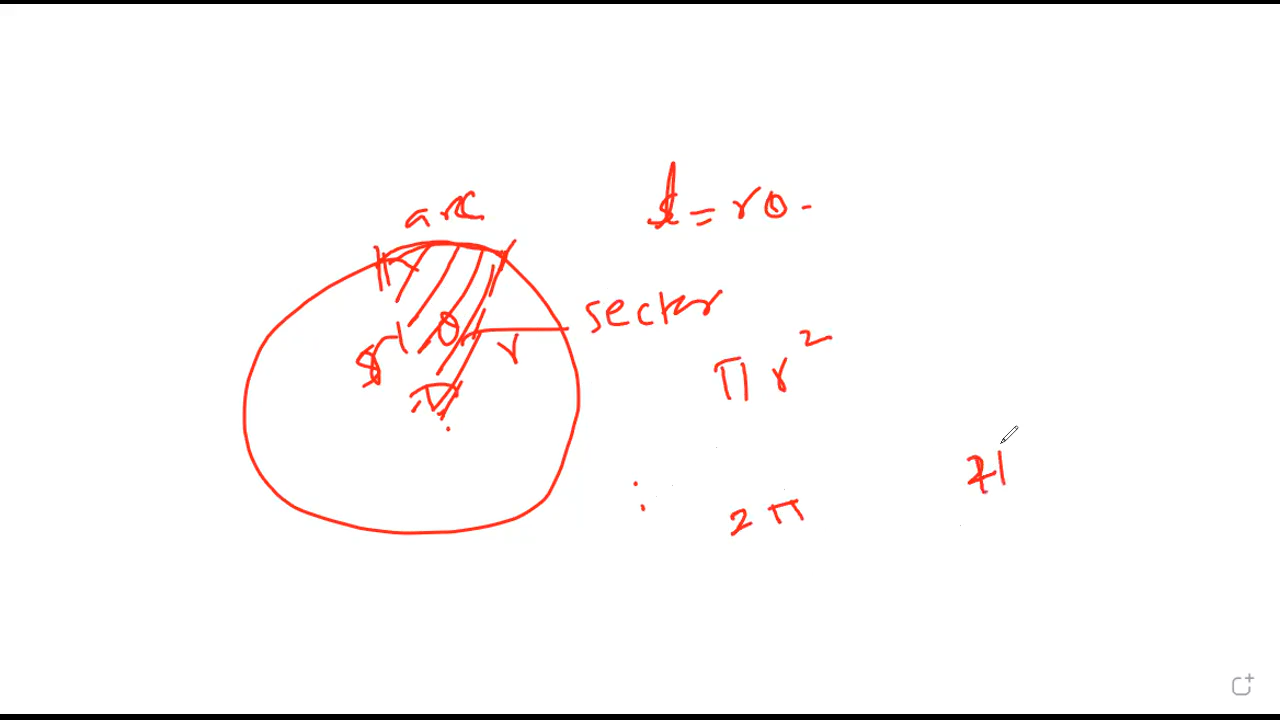 arc
s = rθ
sector
θ
r
r
πr²
2π